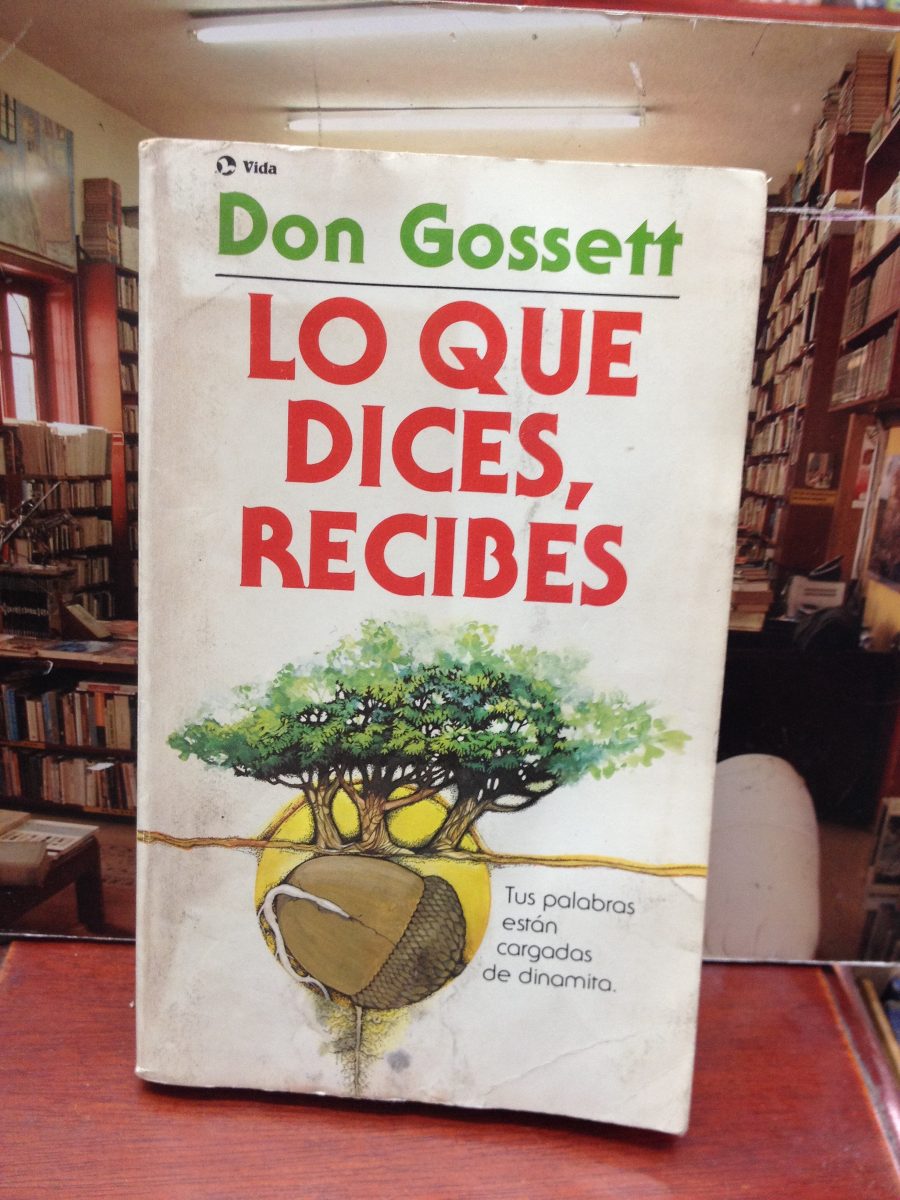 Vida
Don Gossett
LO QUE
DICES,
RECIBES
Tus palabras
están
cargadas
de dinamita.